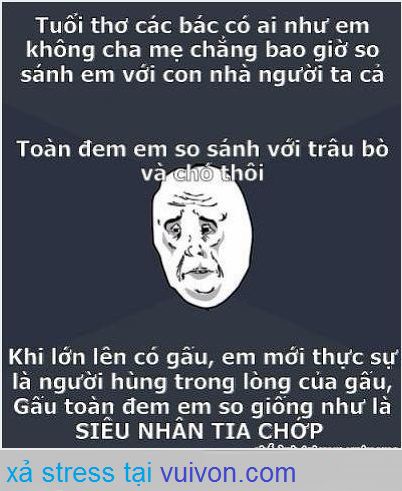 Tuổi thơ các bác có ai như em
không cha mẹ chẳng bao giờ so
sánh em với con nhà người ta cả
Toàn đem em so sánh với trâu bò
và chó thôi
Khi lớn lên có gấu, em mới thực sự
là người hùng trong lòng của gấu,
Gấu toàn đem em so giống như là
SIÊU NHÂN TIA CHỚP
xả stress tại vuivon.com